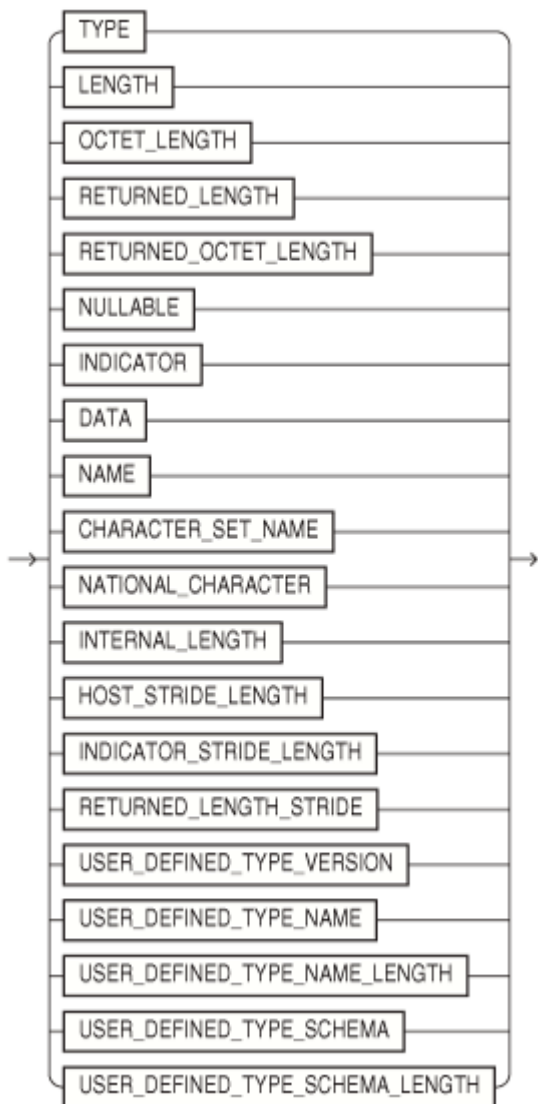 TYPE
LENGTH
OCTET_LENGTH
RETURNED_LENGTH
RETURNED_OCTET_LENGTH
NULLABLE
INDICATOR
DATA
NAME
CHARACTER_SET_NAME
NATIONAL_CHARACTER
INTERNAL_LENGTH
HOST_STRIDE_LENGTH
INDICATOR_STRIDE_LENGTH
RETURNED_LENGTH_STRIDE
USER_DEFINED_TYPE_VERSION
USER_DEFINED_TYPE_NAME
USER_DEFINED_TYPE_NAME_LENGTH
USER_DEFINED_TYPE_SCHEMA
USER_DEFINED_TYPE_SCHEMA_LENGTH